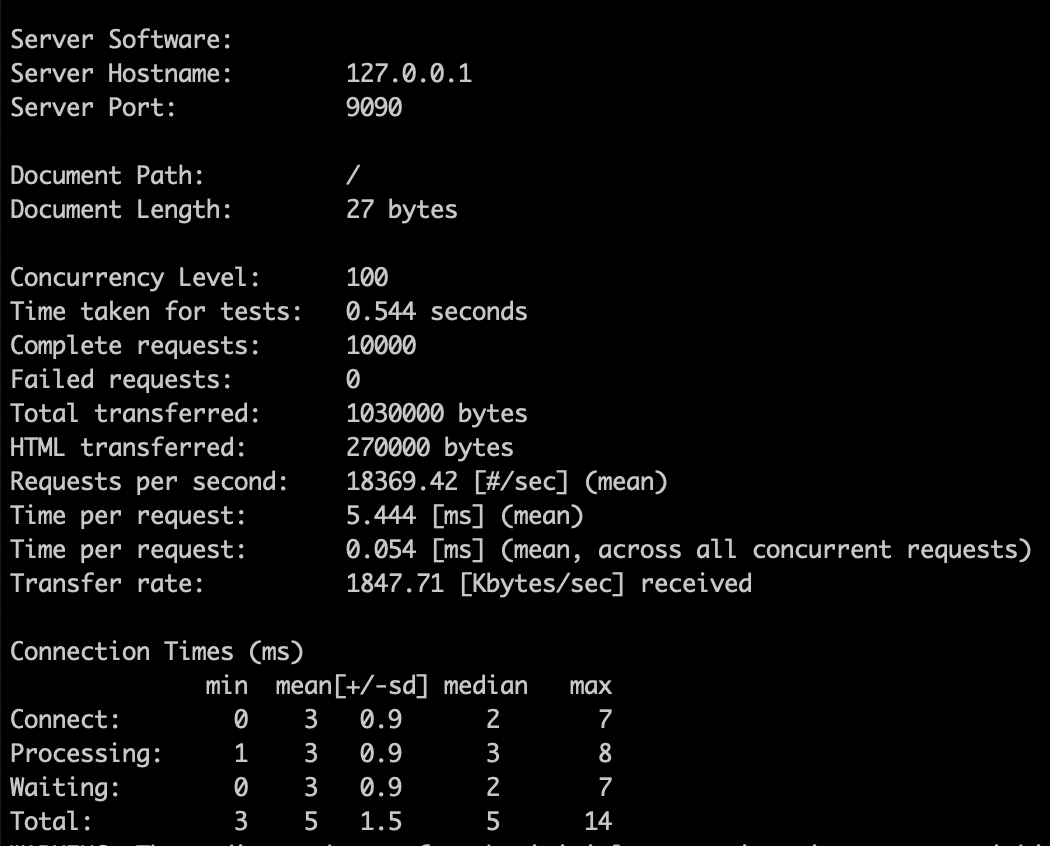 Server Software:
Server Hostname:        127.0.0.1
Server Port:            9090

Document Path:          /
Document Length:        27 bytes

Concurrency Level:      100
Time taken for tests:   0.544 seconds
Complete requests:      10000
Failed requests:        0
Total transferred:      1030000 bytes
HTML transferred:       270000 bytes
Requests per second:    18369.42 [#/sec] (mean)
Time per request:       5.444 [ms] (mean)
Time per request:       0.054 [ms] (mean, across all concurrent requests)
Transfer rate:          1847.71 [Kbytes/sec] received

Connection Times (ms)
              min  mean[+/-sd] median   max
Connect:        0    3   0.9      2       7
Processing:     1    3   0.9      3       8
Waiting:        0    3   0.9      2       7
Total:          3    5   1.5      5      14